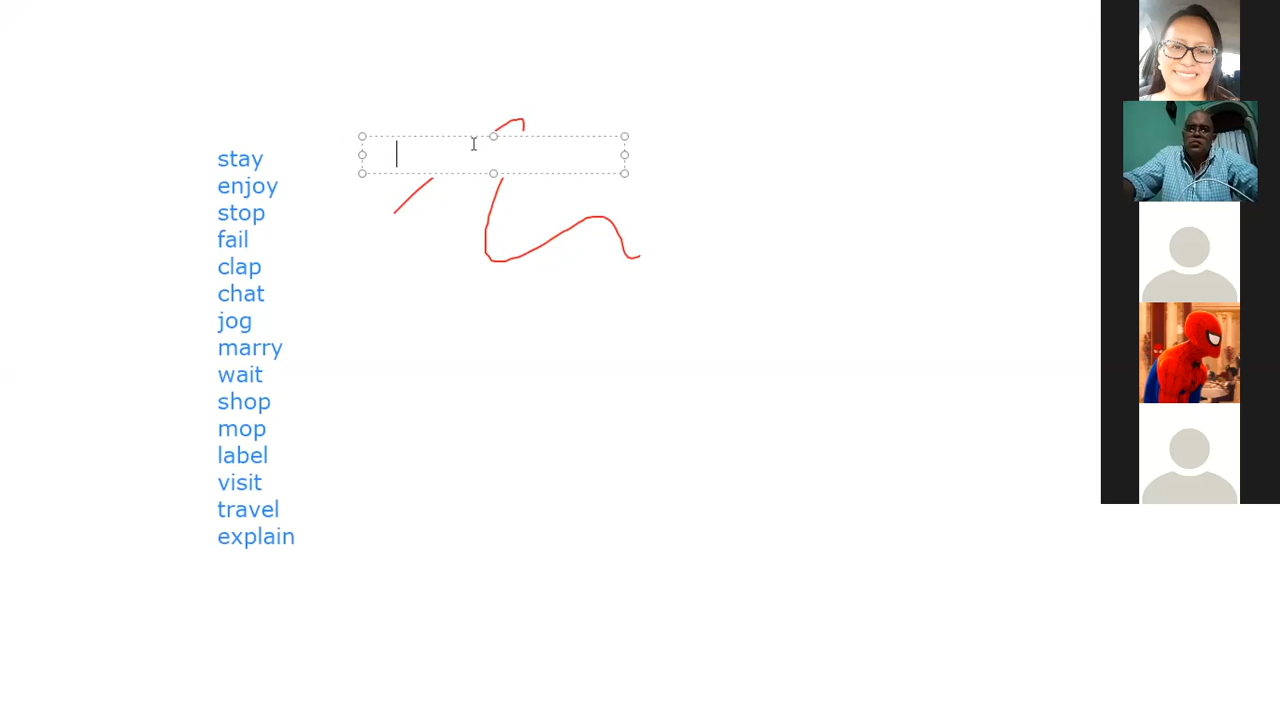 stay
enjoy
stop
fail
clap
chat
jog
marry
wait
shop
mop
label
visit
travel
explain